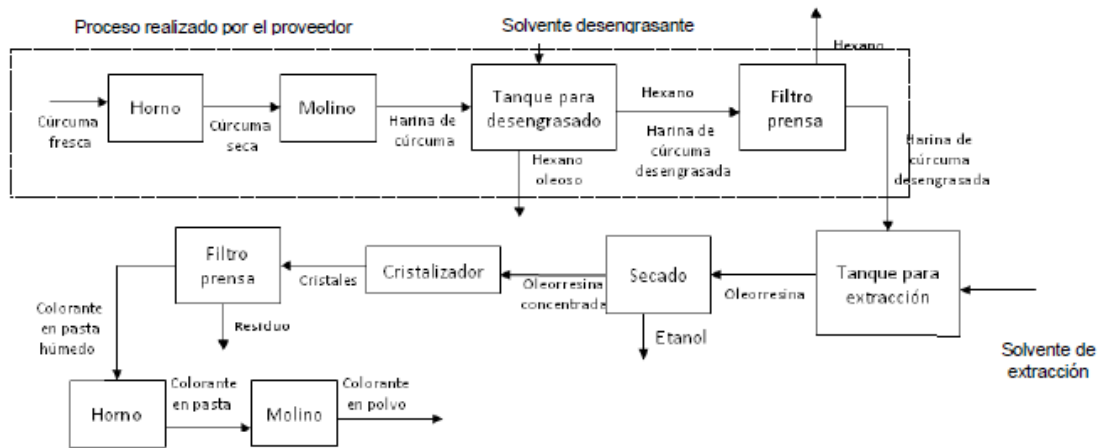 Proceso realizado por el proveedor
Solvente desengrasante
Hexano
Horno
Molino
Tanque para
desengrasado
Filtro
prensa
Cúrcuma
fresca
Cúrcuma
seca
Harina de
cúrcuma
Hexano
Harina de
cúrcuma
desengrasada
Hexano
oleoso
Harina de
cúrcuma
desengrasada
Filtro
prensa
Cristalizador
Secado
Tanque para
extracción
Cristales
Oleorresina
concentrada
Oleorresina
Colorante
en pasta
húmedo
Residuo
Etanol
Solvente de
extracción
Horno
Colorante
en pasta
Molino
Colorante
en polvo